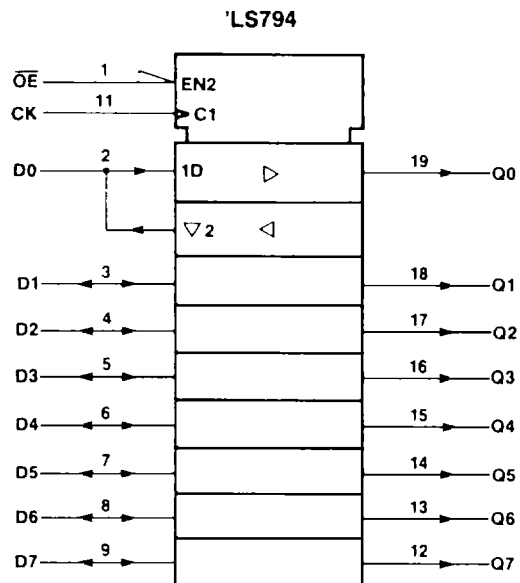 'LS794
OE 1 EN2
CK 11 C1
D0 2 1D 19 Q0
2
D1 3 18 Q1
D2 4 17 Q2
D3 5 16 Q3
D4 6 15 Q4
D5 7 14 Q5
D6 8 13 Q6
D7 9 12 Q7